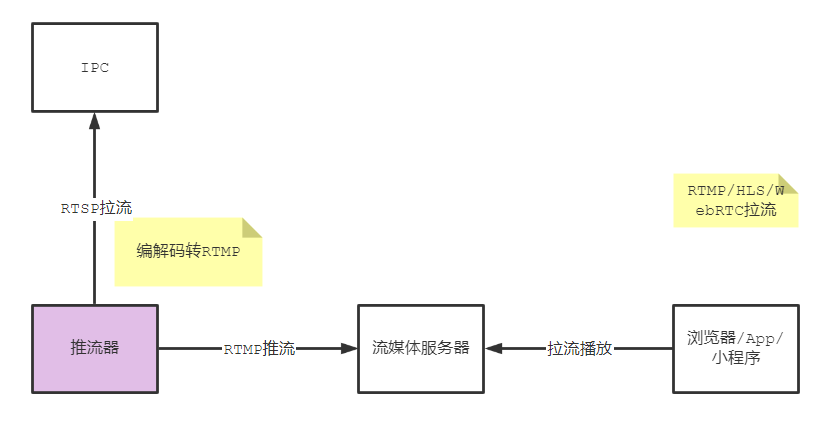 IPC
RTSP拉流
RTMP/HLS/W
ebRTC拉流
编解码转RTMP
推流器
RTMP推流
流媒体服务器
拉流播放
浏览器/App/
小程序